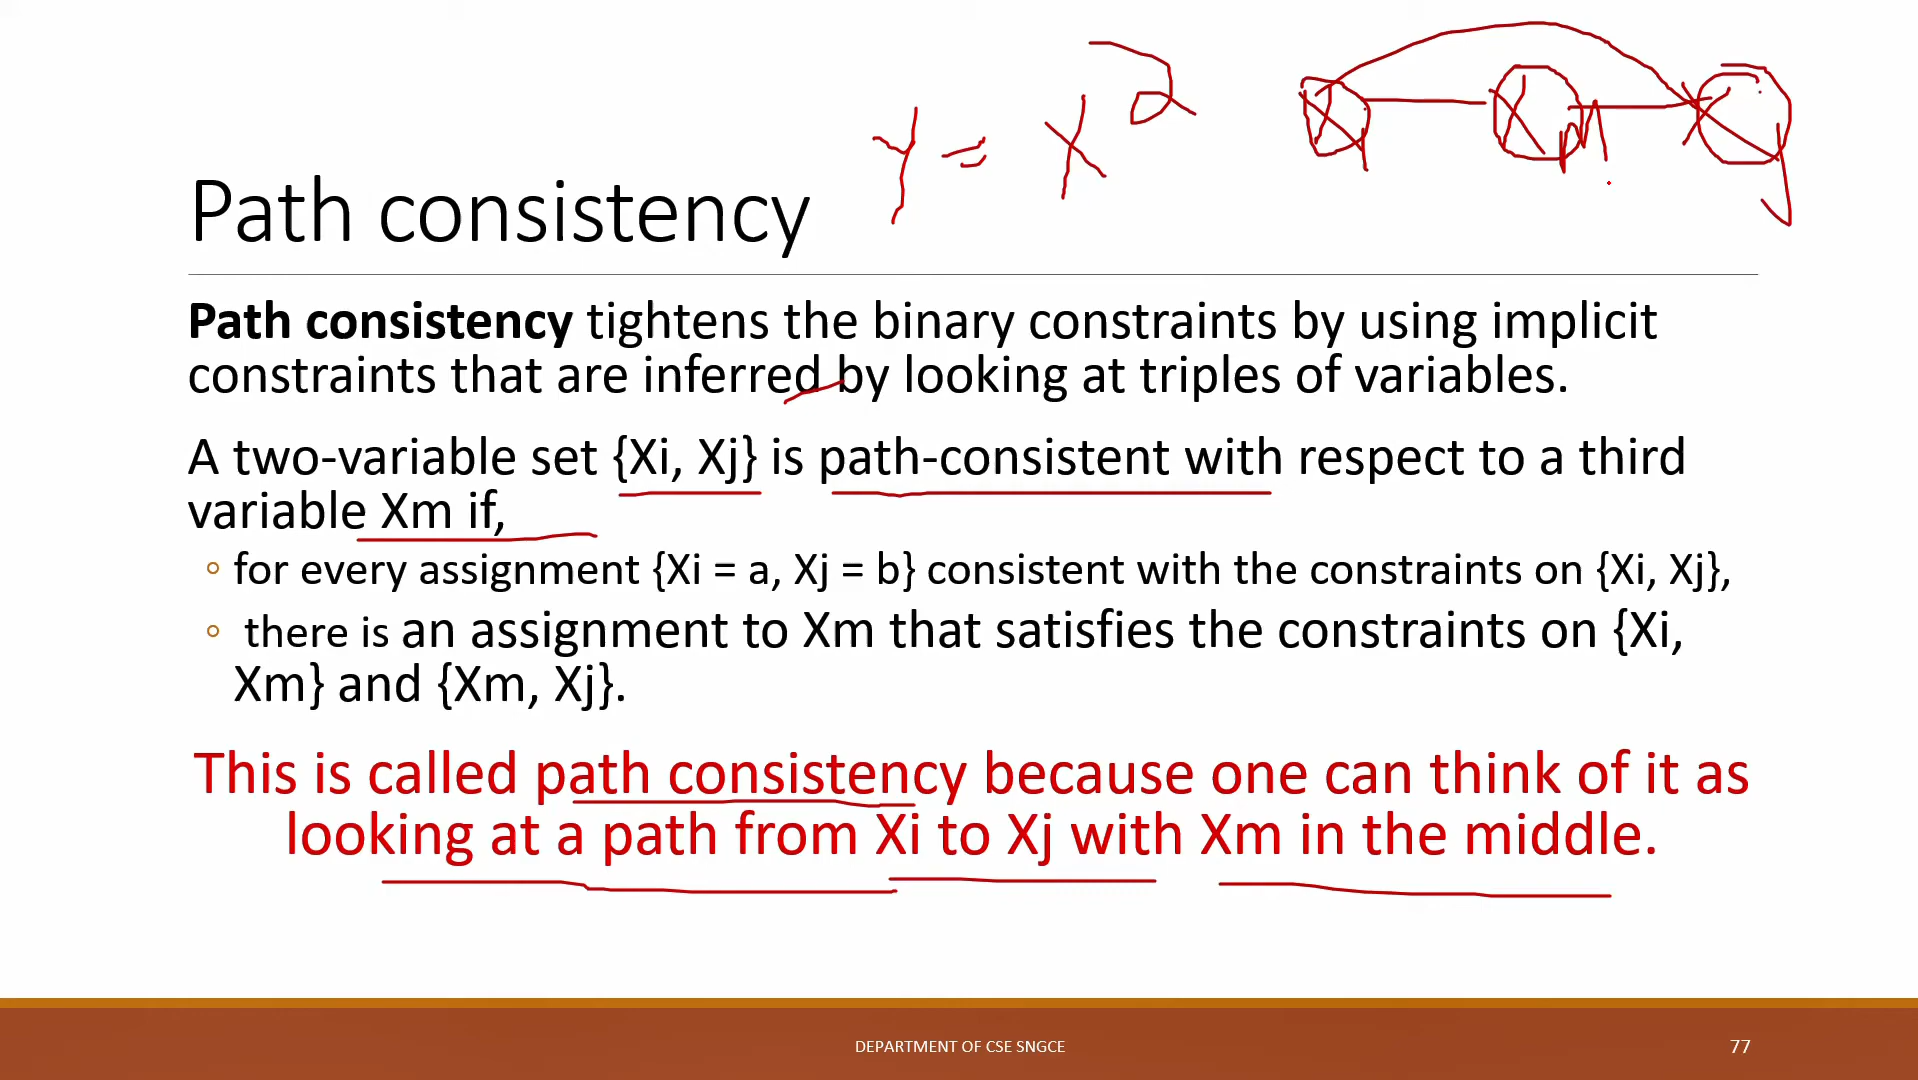 Y = X²
Xi Xm Xj
Path consistency
Path consistency tightens the binary constraints by using implicit
constraints that are inferred by looking at triples of variables.
A two-variable set {Xi, Xj} is path-consistent with respect to a third
variable Xm if,
◦ for every assignment {Xi = a, Xj = b} consistent with the constraints on {Xi, Xj},
◦ there is an assignment to Xm that satisfies the constraints on {Xi,
Xm} and {Xm, Xj}.
This is called path consistency because one can think of it as
looking at a path from Xi to Xj with Xm in the middle.
DEPARTMENT OF CSE SNGCE
77